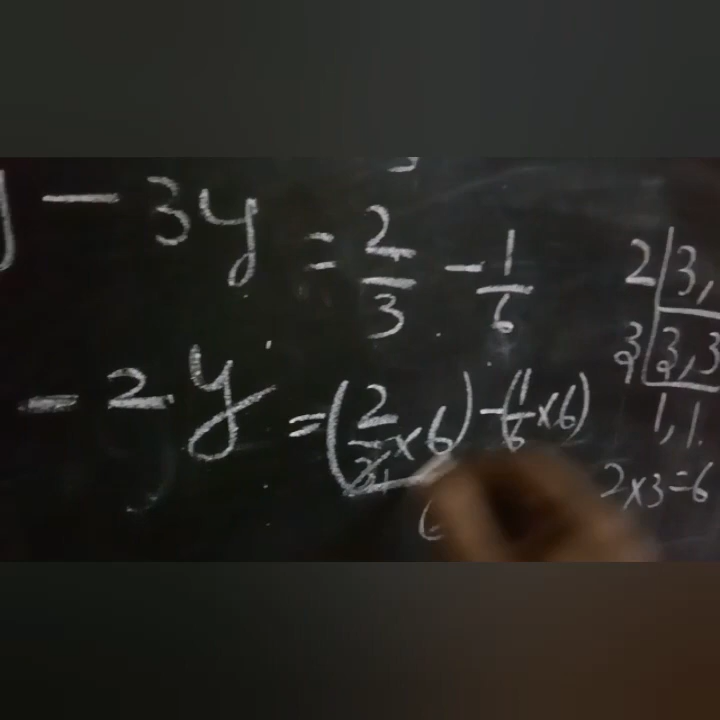 y - 3y = 2/3 - 1/6
2 | 3,
3 | 3, 3
1, 1
- 2y = (2/3 × 6) - (1/6 × 6)
2×3=6
6